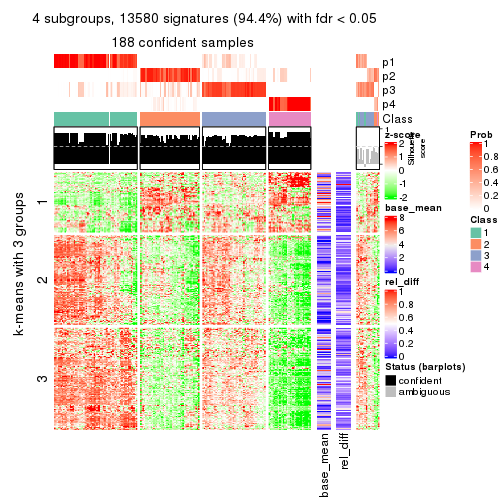 4 subgroups, 13580 signatures (94.4%) with fdr < 0.05
188 confident samples
p1
p2
p3
p4
Class
1
Silhouette score
k-means with 3 groups
1
2
3
base_mean
rel_diff
z-score
2
1
0
-1
-2
base_mean
8
6
4
2
0
rel_diff
1
0.8
0.6
0.4
0.2
0
Status (barplots)
confident
ambiguous
Prob
1
0.8
0.6
0.4
0.2
0
Class
1
2
3
4